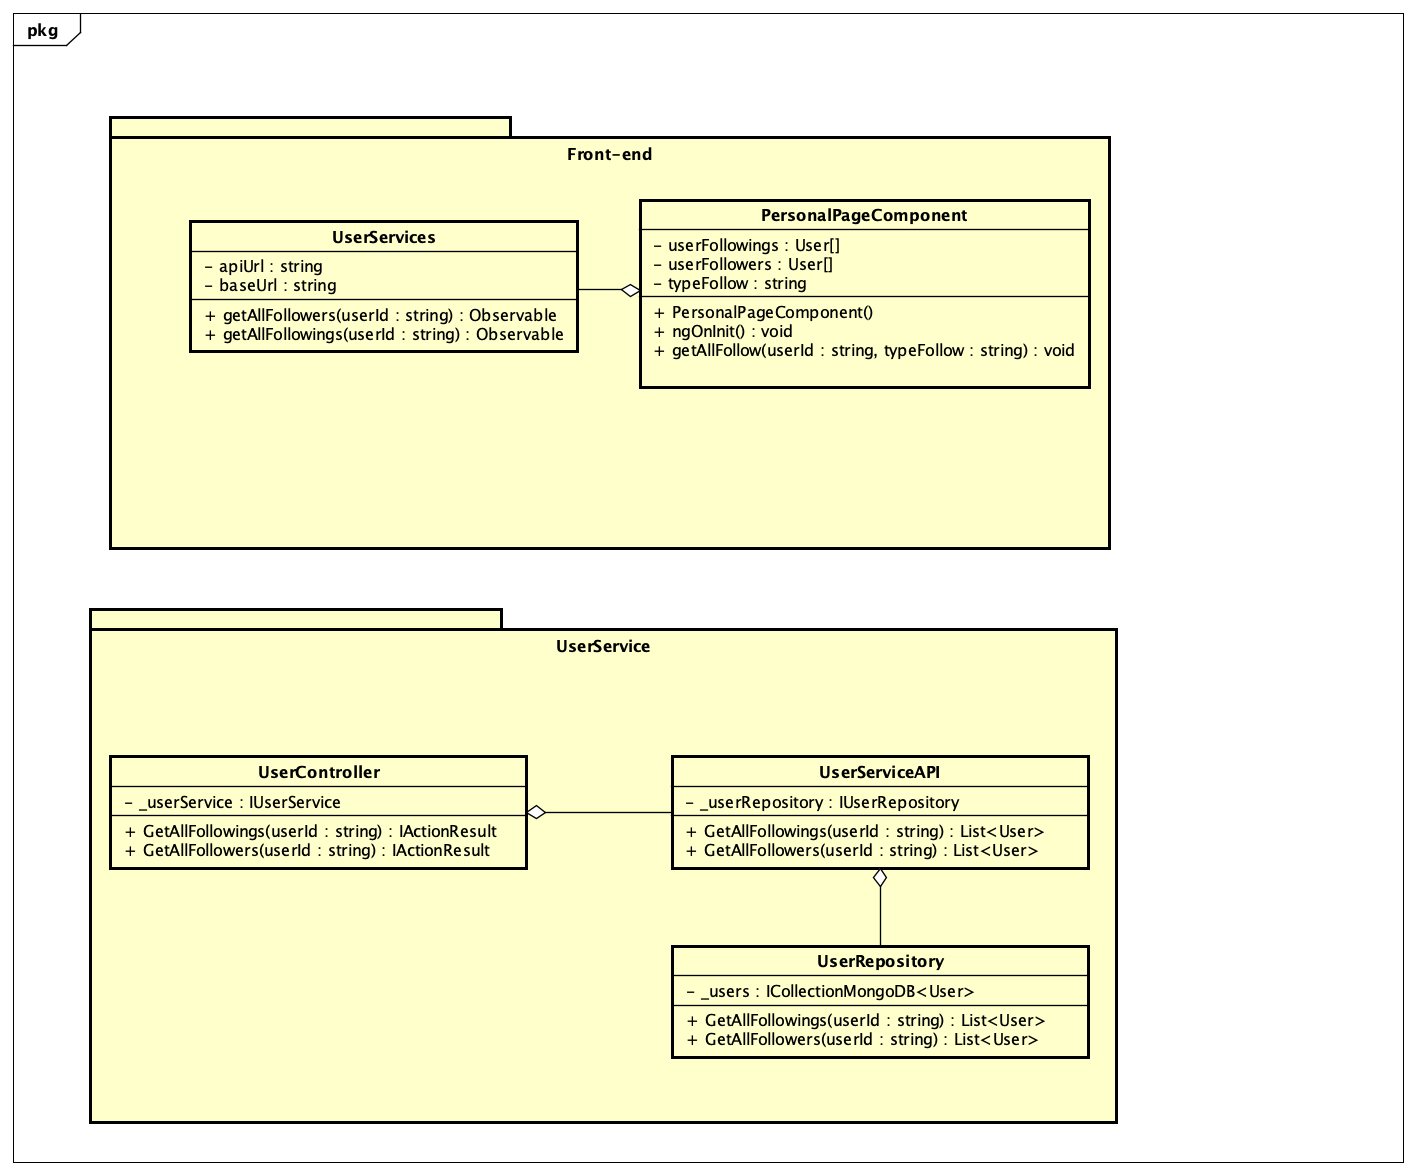 pkg
Front-end
UserServices
- apiUrl : string
- baseUrl : string
+ getAllFollowers(userId : string) : Observable
+ getAllFollowings(userId : string) : Observable
PersonalPageComponent
- userFollowings : User[]
- userFollowers : User[]
- typeFollow : string
+ PersonalPageComponent()
+ ngOnInit() : void
+ getAllFollow(userId : string, typeFollow : string) : void
UserService
UserController
- _userService : IUserService
+ GetAllFollowings(userId : string) : IActionResult
+ GetAllFollowers(userId : string) : IActionResult
UserServiceAPI
- _userRepository : IUserRepository
+ GetAllFollowings(userId : string) : List<User>
+ GetAllFollowers(userId : string) : List<User>
UserRepository
- _users : ICollectionMongoDB<User>
+ GetAllFollowings(userId : string) : List<User>
+ GetAllFollowers(userId : string) : List<User>